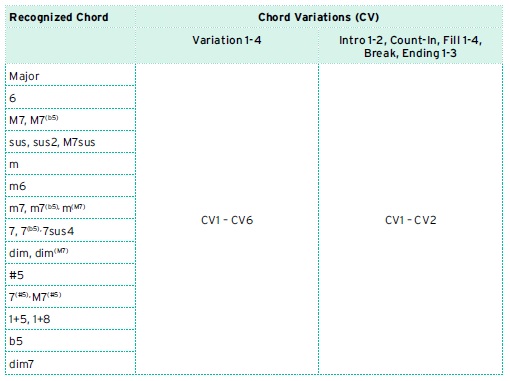 Recognized Chord Chord Variations (CV)
Variation 1-4 Intro 1-2, Count-In, Fill 1-4,
Break, Ending 1-3
Major
6
M7, M7(b5)
sus, sus2, M7sus
m
m6
m7, m7(b5), m(M7)
7, 7(b5), 7sus4
dim, dim(M7)
#5
7(#5), M7(#5)
1+5, 1+8
b5
dim7
CV1 – CV6 CV1 – CV2